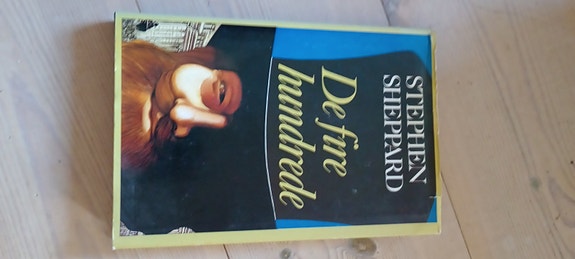 STEPHEN
SHEPPARD
De fire
hundrede